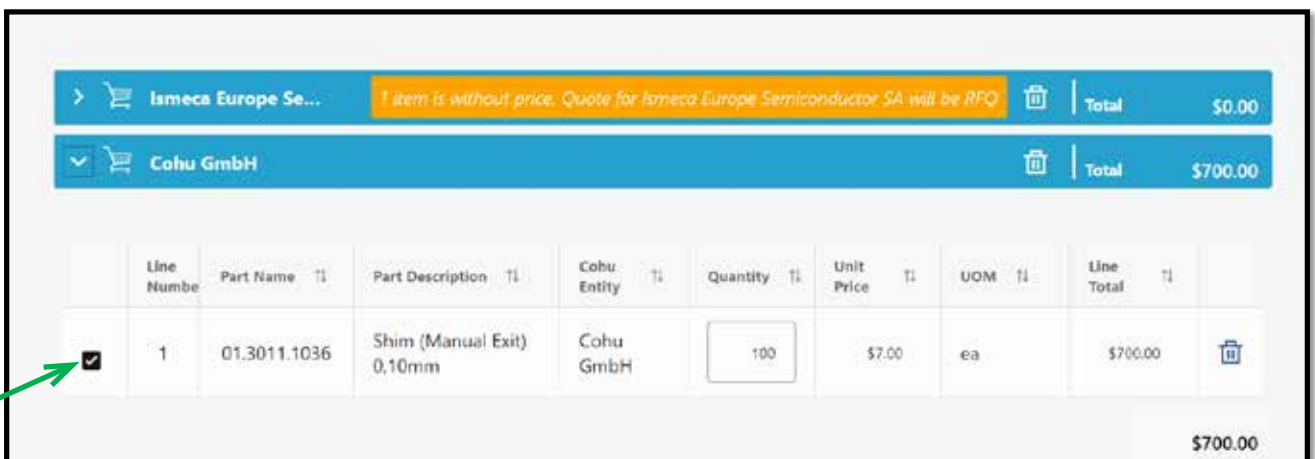 Ismeca Europe Se... 1 item is without price. Quote for Ismeca Europe Semiconductor SA will be RFQ Total $0.00
Cohu GmbH Total $700.00
Line Numbe Part Name Part Description Cohu Entity Quantity Unit Price UOM Line Total
1 01.3011.1036 Shim (Manual Exit) 0,10mm Cohu GmbH 100 $7.00 ea $700.00
$700.00